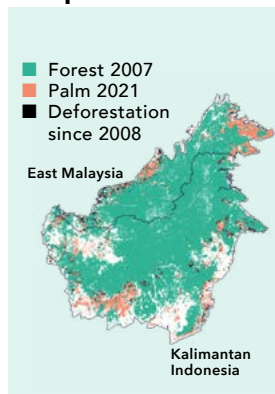 Forest 2007
Palm 2021
Deforestation
since 2008
East Malaysia
Kalimantan
Indonesia